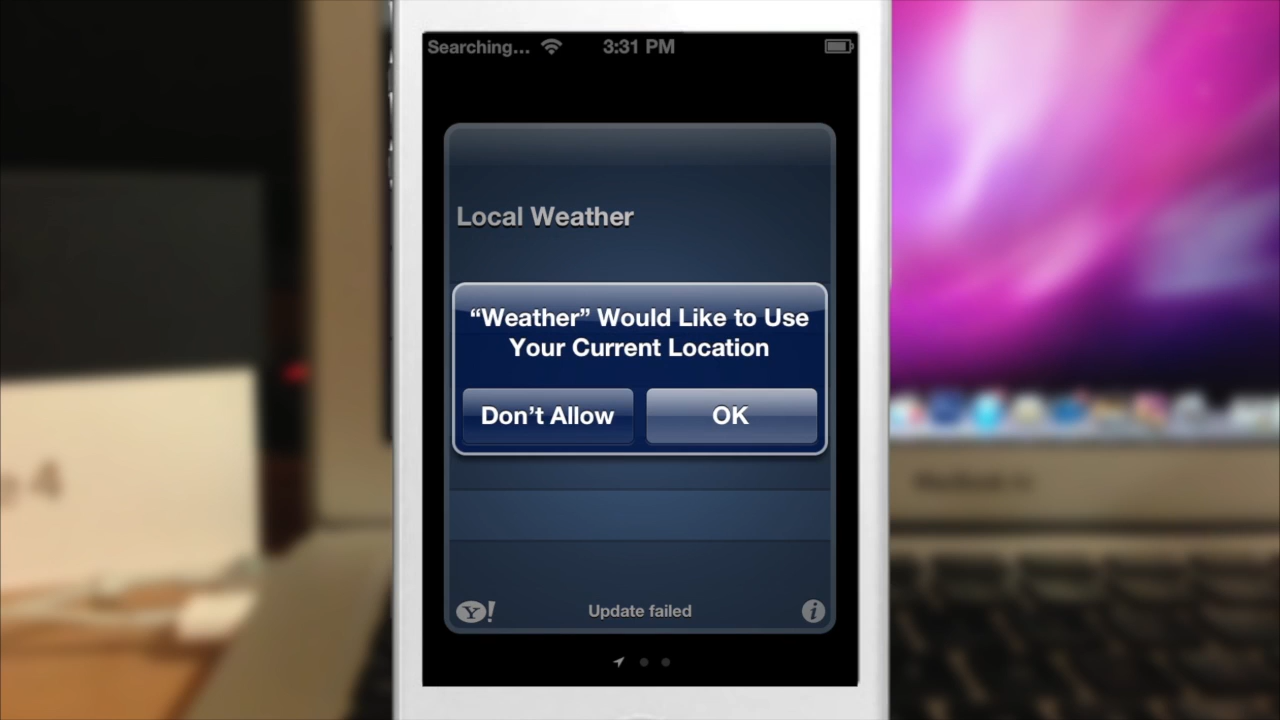 Searching... 3:31 PM
Local Weather
“Weather” Would Like to Use
Your Current Location
Don’t Allow OK
Y! Update failed i
4